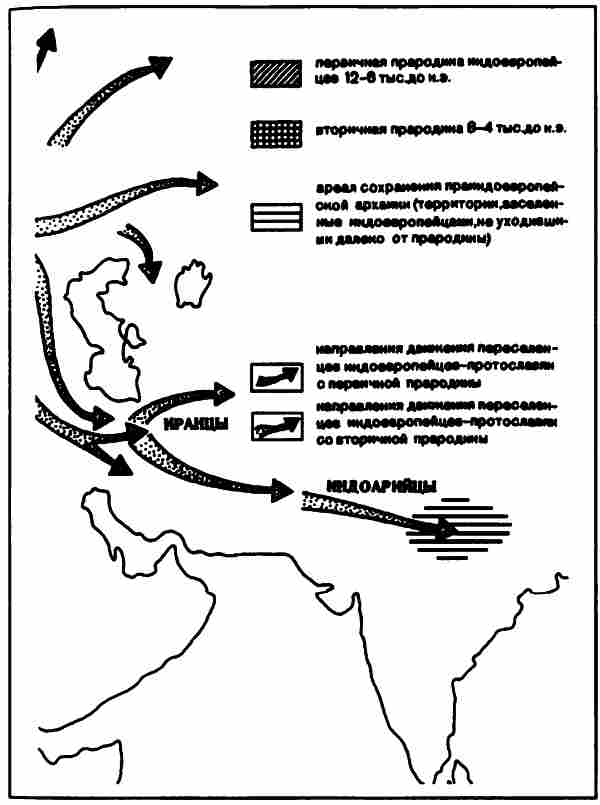 первичная прародина индоевропей-
цев 12-6 тыс.до н.э.
вторичная прародина 6-4 тыс.до н.э.
ареал сохранения праиндоевропей-
ской архаики (территории,заселен-
ные индоевропейцами,не уходивши-
ми далеко от прародины)
направления движения переселен-
цев индоевропейцев-протославян
с первичной прародины
направления движения переселен-
цев индоевропейцев-протославян
со вторичной прародины
ИРАНЦЫ
ИНДОАРИЙЦЫ